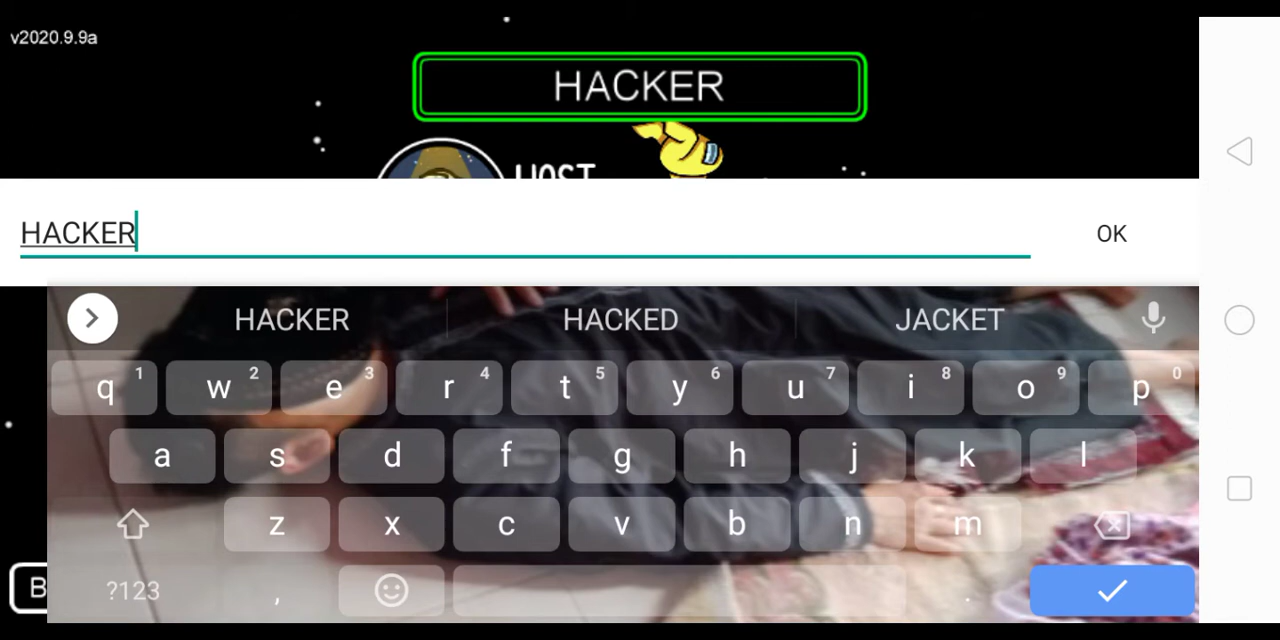 v2020.9.9a
HACKER
HOST
HACKER
OK
HACKER HACKED JACKET
q 1 w 2 e 3 r 4 t 5 y 6 u 7 i 8 o 9 p 0
a s d f g h j k l
z x c v b n m
B ?123 , .